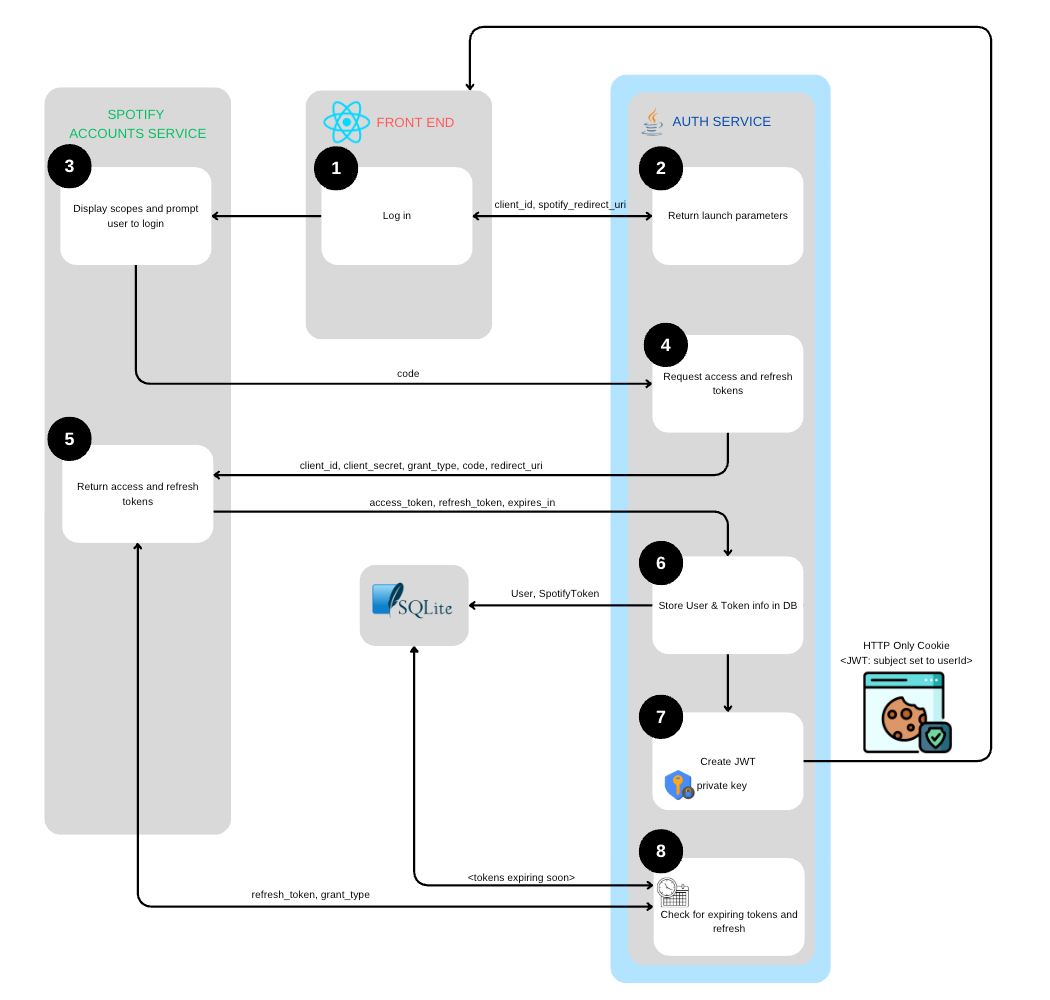 SPOTIFY
ACCOUNTS SERVICE
FRONT END
AUTH SERVICE
3
Display scopes and prompt
user to login
1
Log in
client_id, spotify_redirect_uri
2
Return launch parameters
4
Request access and refresh
tokens
code
5
Return access and refresh
tokens
client_id, client_secret, grant_type, code, redirect_uri
access_token, refresh_token, expires_in
6
Store User & Token info in DB
User, SpotifyToken
SQLite
HTTP Only Cookie
<JWT: subject set to userId>
7
Create JWT
private key
8
Check for expiring tokens and
refresh
<tokens expiring soon>
refresh_token, grant_type